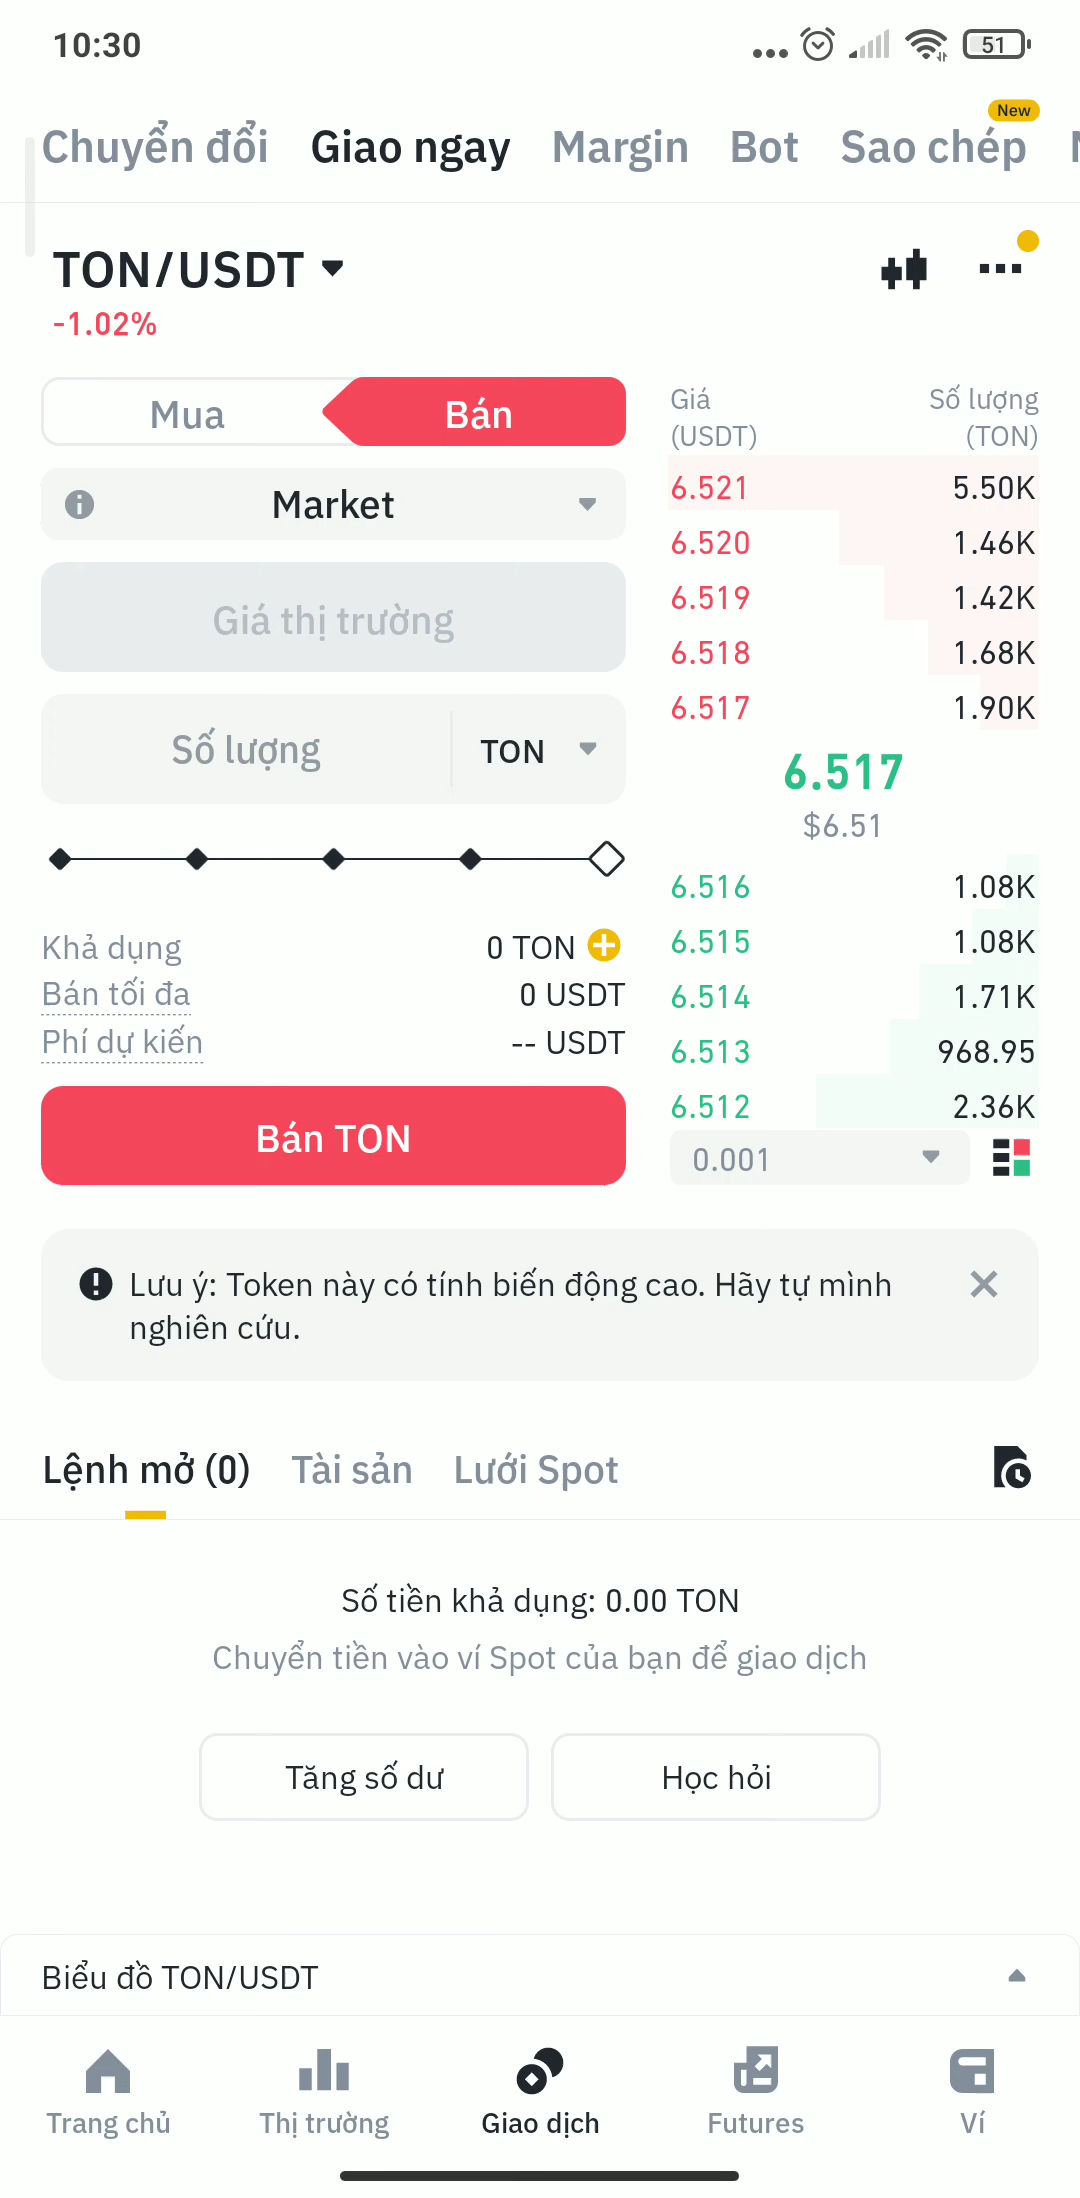 10:30
51
New
Chuyển đổi Giao ngay Margin Bot Sao chép
TON/USDT
-1.02%
Mua Bán
Market
Giá thị trường
Số lượng TON
Khả dụng 0 TON
Bán tối đa 0 USDT
Phí dự kiến -- USDT
Bán TON
Giá Số lượng
(USDT) (TON)
6.521 5.50K
6.520 1.46K
6.519 1.42K
6.518 1.68K
6.517 1.90K
6.517
$6.51
6.516 1.08K
6.515 1.08K
6.514 1.71K
6.513 968.95
6.512 2.36K
0.001
Lưu ý: Token này có tính biến động cao. Hãy tự mình
nghiên cứu.
Lệnh mở (0) Tài sản Lưới Spot
Số tiền khả dụng: 0.00 TON
Chuyển tiền vào ví Spot của bạn để giao dịch
Tăng số dư Học hỏi
Biểu đồ TON/USDT
Trang chủ Thị trường Giao dịch Futures Ví